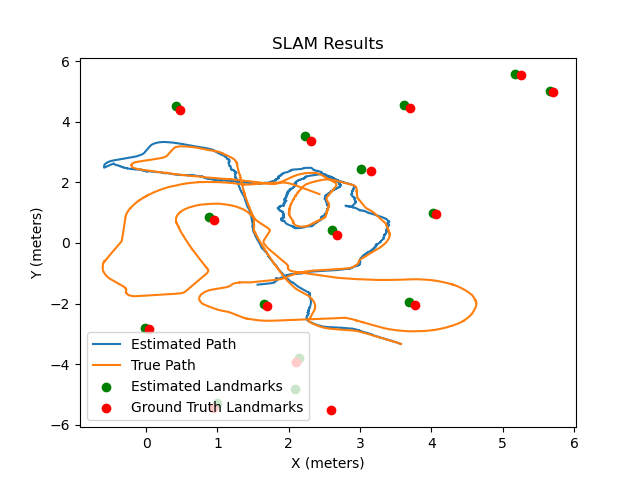 SLAM Results
6
4
2
0
−2
−4
−6
Y (meters)
Estimated Path
True Path
Estimated Landmarks
Ground Truth Landmarks
0 1 2 3 4 5 6
X (meters)